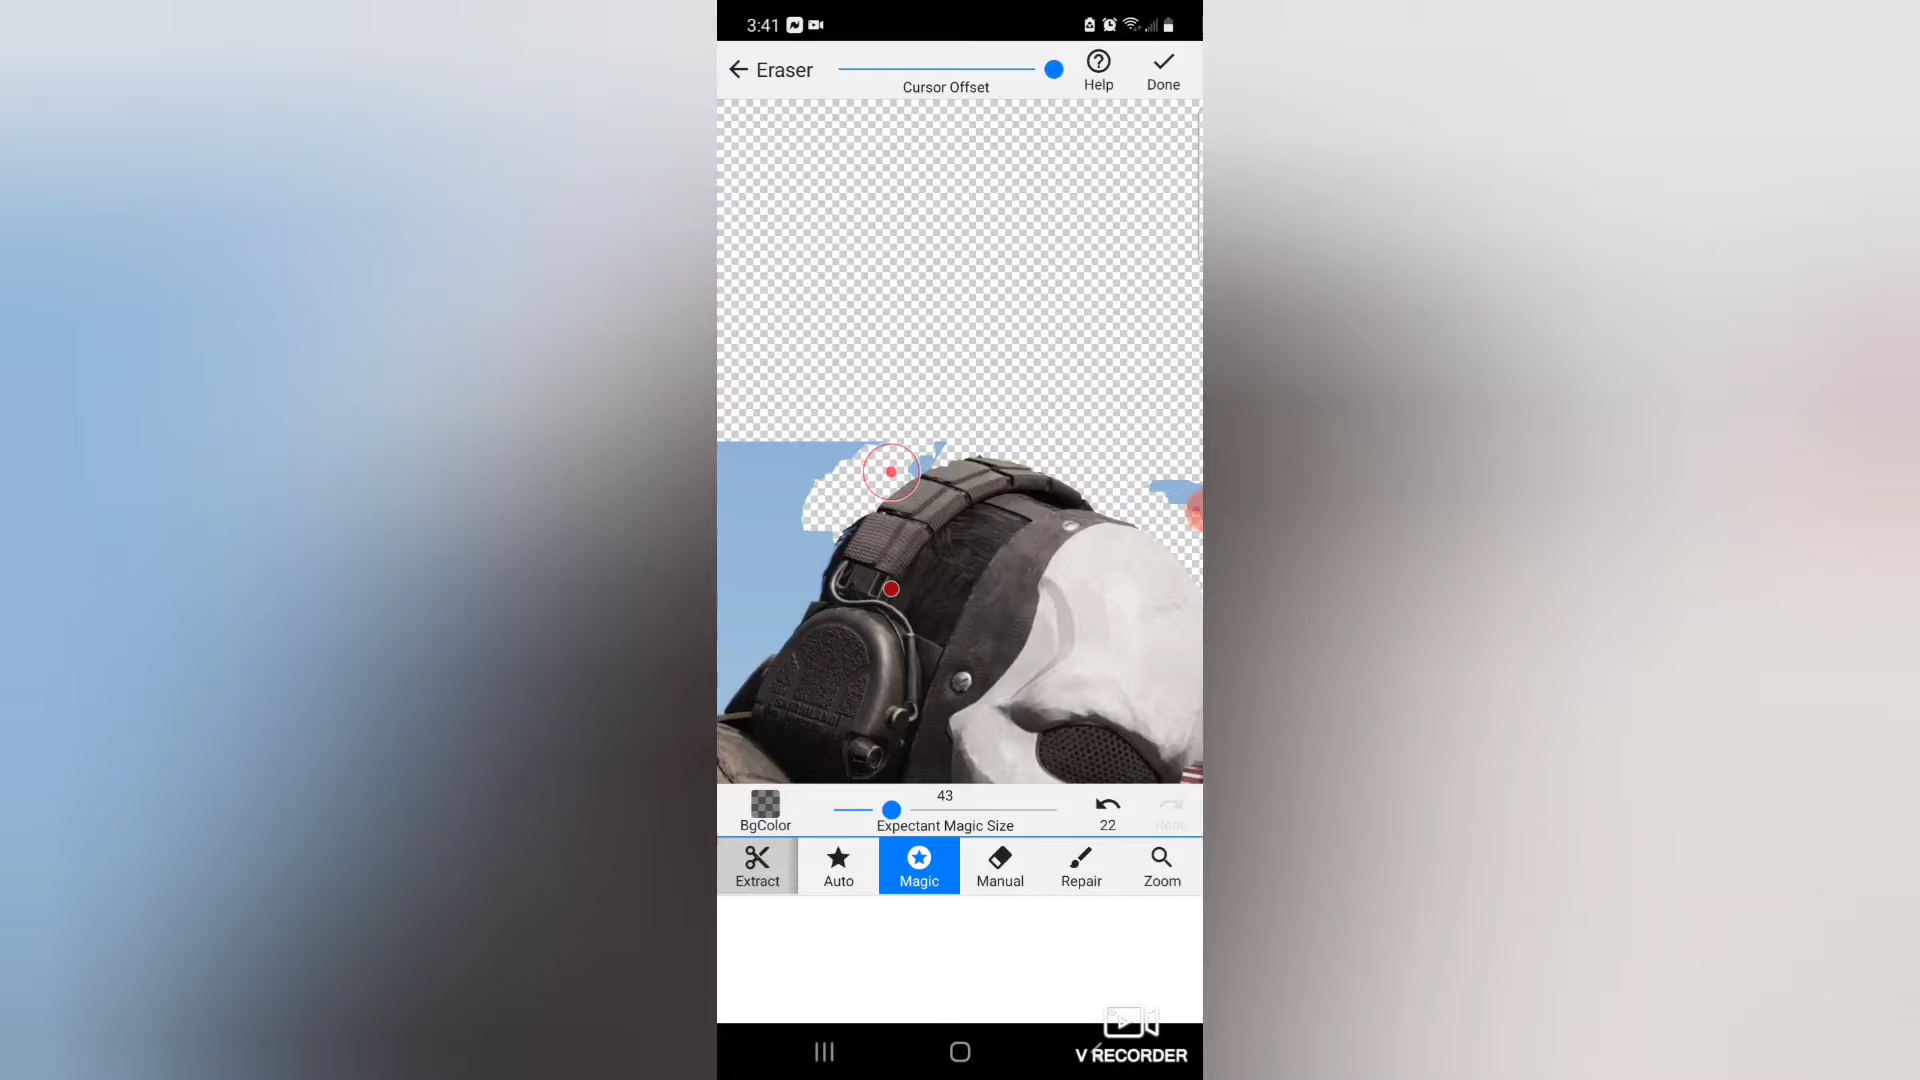 3:41
Eraser
Cursor Offset
Help
Done
43
BgColor
Expectant Magic Size
22
Redo
Extract
Auto
Magic
Manual
Repair
Zoom
V RECORDER